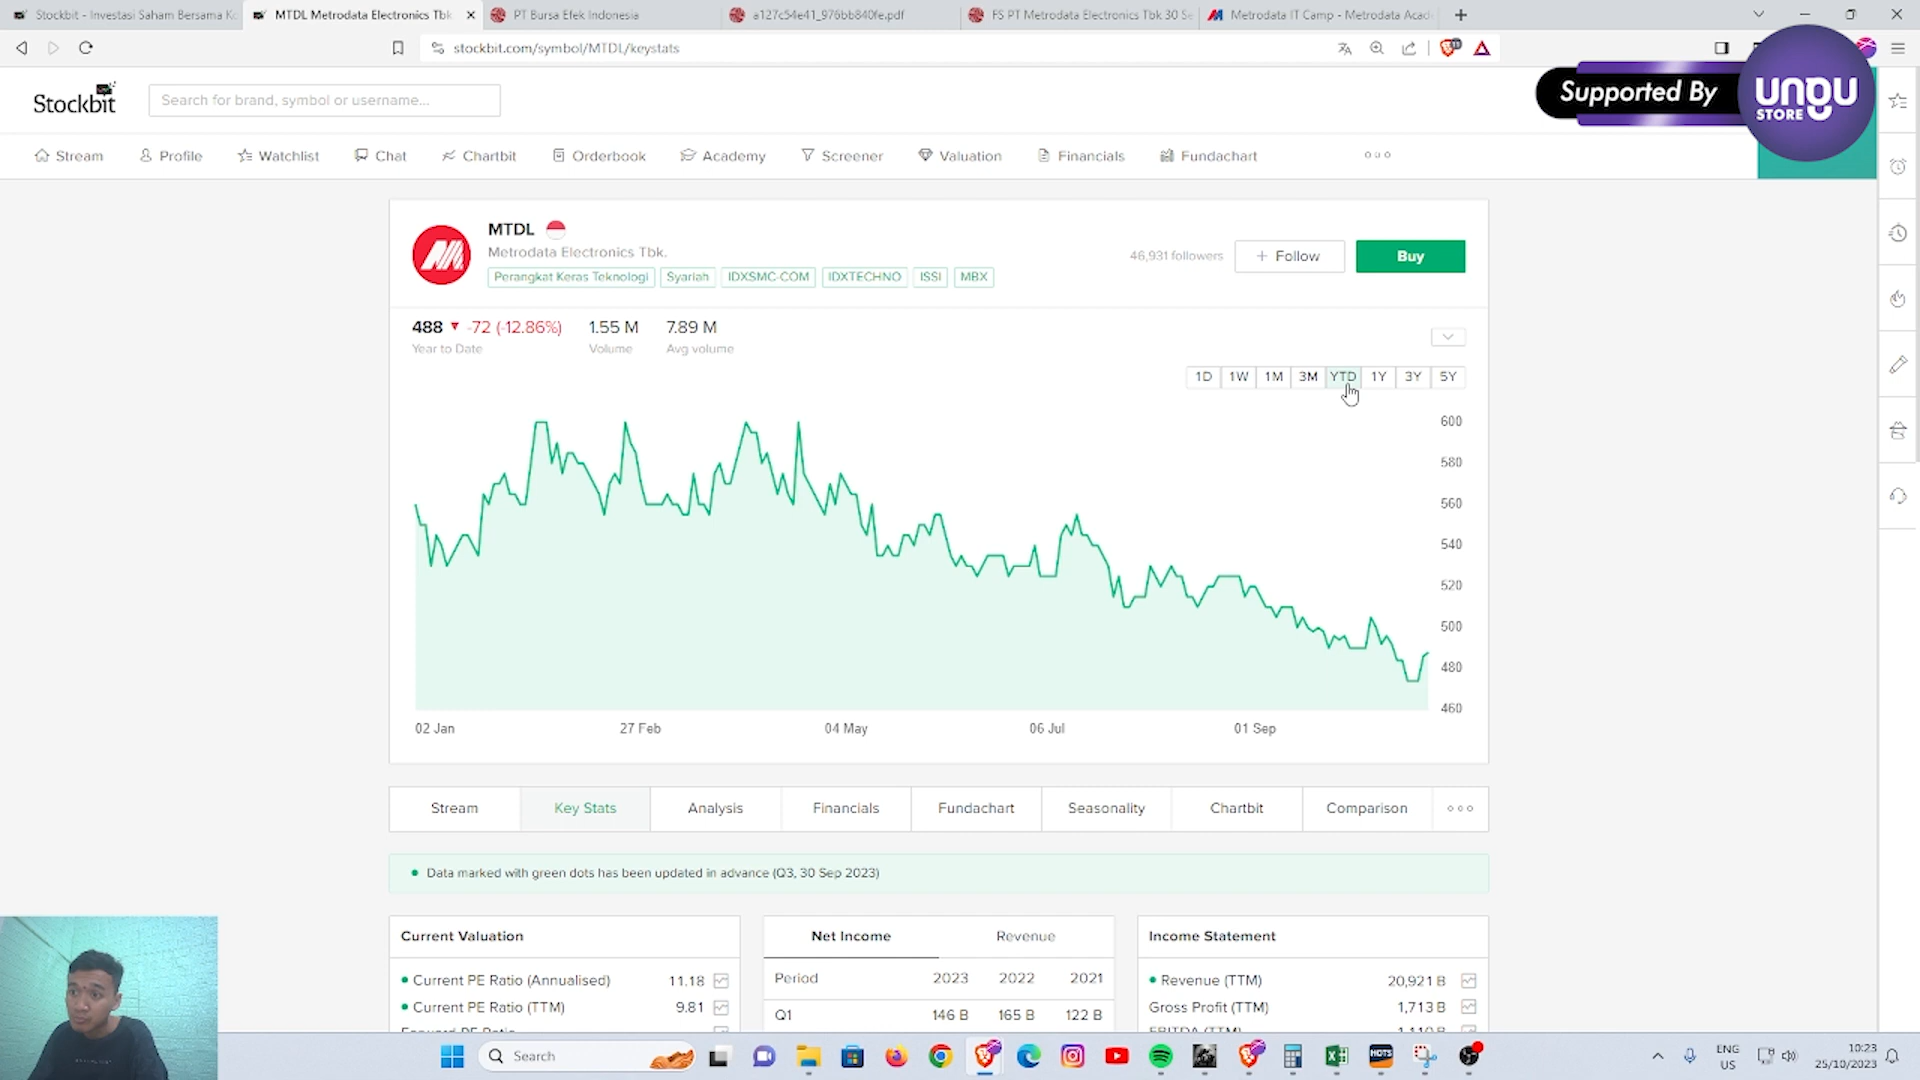 Stockbit - Investasi Saham Bersama Ko
MTDL Metrodata Electronics Tbk
PT Bursa Efek Indonesia
a127c54e41_976bb840fe.pdf
FS PT Metrodata Electronics Tbk 30 Se
Metrodata IT Camp - Metrodata Acad
stockbit.com/symbol/MTDL/keystats
Supported By
UNGU
STORE
Stockbit
Search for brand, symbol or username...
Stream
Profile
Watchlist
Chat
Chartbit
Orderbook
Academy
Screener
Valuation
Financials
Fundachart
MTDL
Metrodata Electronics Tbk.
46,931 followers
+ Follow
Buy
Perangkat Keras Teknologi
Syariah
IDXSMC-COM
IDXTECHNO
ISSI
MBX
488 -72 (-12.86%)
1.55 M
7.89 M
Year to Date
Volume
Avg volume
1D
1W
1M
3M
YTD
1Y
3Y
5Y
600
580
560
540
520
500
480
460
02 Jan
27 Feb
04 May
06 Jul
01 Sep
Stream
Key Stats
Analysis
Financials
Fundachart
Seasonality
Chartbit
Comparison
Data marked with green dots has been updated in advance (Q3, 30 Sep 2023)
Current Valuation
Current PE Ratio (Annualised) 11.18
Current PE Ratio (TTM) 9.81
Net Income
Revenue
Period 2023 2022 2021
Q1 146 B 165 B 122 B
Income Statement
Revenue (TTM) 20,921 B
Gross Profit (TTM) 1,713 B
EBITDA (TTM) 1,110 B
Search
HOTS
ENG
US
10:23
25/10/2023